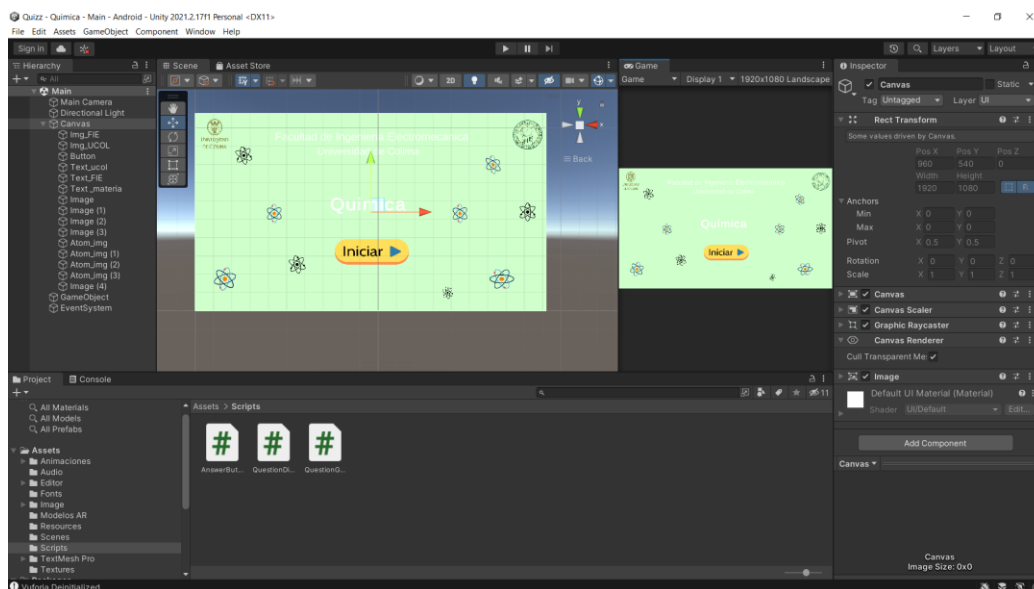 Quizz - Quimica - Main - Android - Unity 2021.2.17f1 Personal <DX11>
File Edit Assets GameObject Component Window Help
Sign in
Layers
Layout
Hierarchy
All
Main
Main Camera
Directional Light
Canvas
Img_FIE
Img_UCOL
Button
Text_ucol
Text_FIE
Text _materia
Image
Image (1)
Image (2)
Image (3)
Atom_img
Atom_img (1)
Atom_img (2)
Atom_img (3)
Image (4)
GameObject
EventSystem
Scene Asset Store
2D
Back
Quimica
Iniciar
Game
Game Display 1 1920x1080 Landscape
Quimica
Iniciar
Inspector
Canvas Static
Tag Untagged Layer UI
Rect Transform
Some values driven by Canvas.
Pos X Pos Y Pos Z
960 540 0
Width Height
1920 1080
R
Anchors
Min X 0 Y 0
Max X 0 Y 0
Pivot X 0.5 Y 0.5
Rotation X 0 Y 0 Z 0
Scale X 1 Y 1 Z 1
Canvas
Canvas Scaler
Graphic Raycaster
Canvas Renderer
Cull Transparent Me
Image
Default UI Material (Material)
Shader UI/Default Edit...
Add Component
Canvas
Canvas
Image Size: 0x0
Project Console
11
All Materials
All Models
All Prefabs
Assets
Animaciones
Audio
Editor
Fonts
Image
Modelos AR
Resources
Scenes
Scripts
TextMesh Pro
Textures
Assets > Scripts
AnswerBut... QuestionDi... QuestionG...
Vuforia Deinitialized